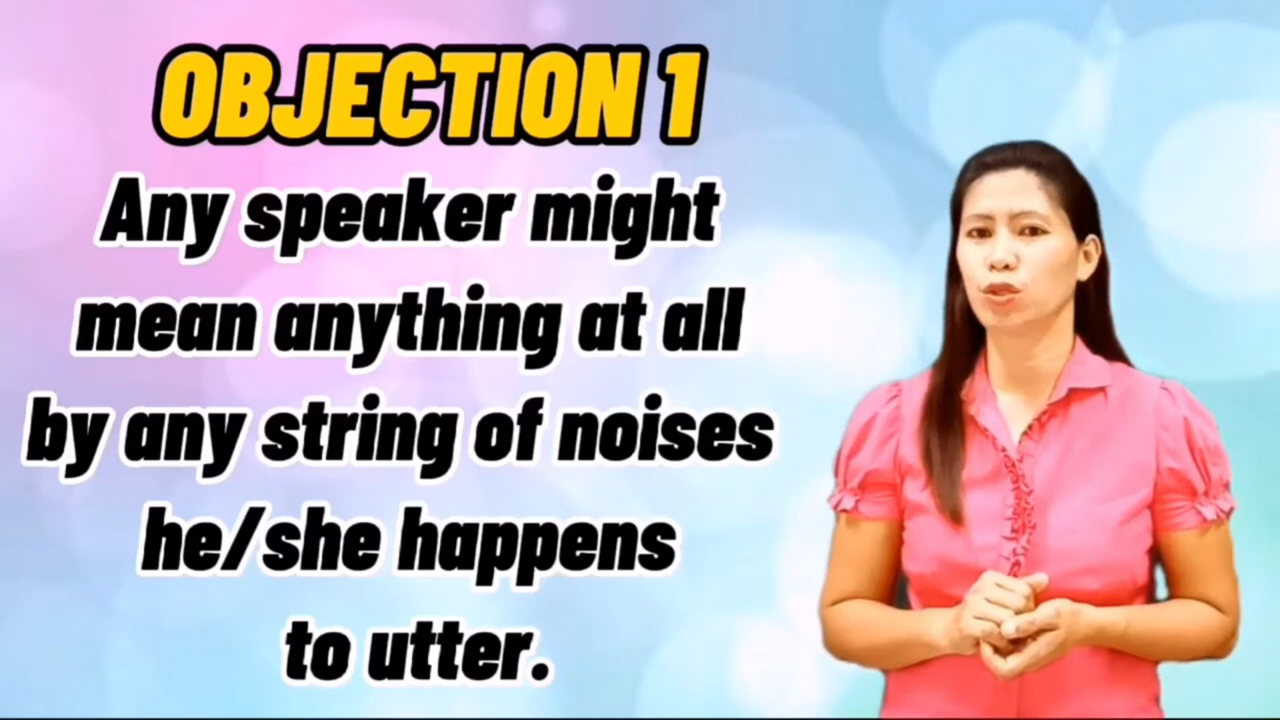 OBJECTION 1
Any speaker might
mean anything at all
by any string of noises
he/she happens
to utter.